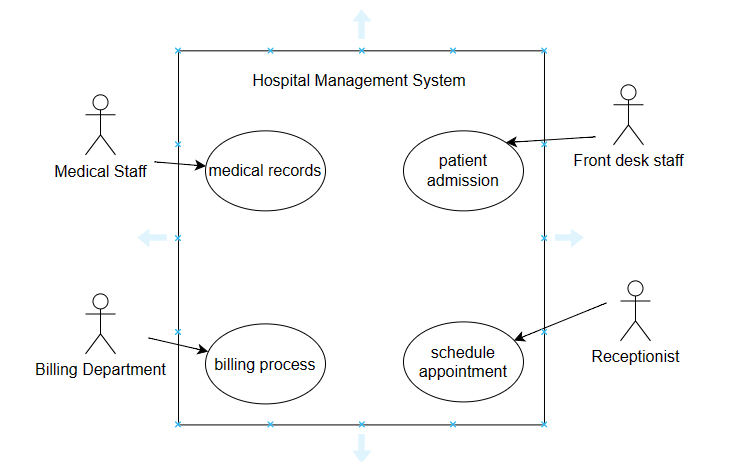 Hospital Management System
Medical Staff
medical records
patient
admission
Front desk staff
Billing Department
billing process
schedule
appointment
Receptionist